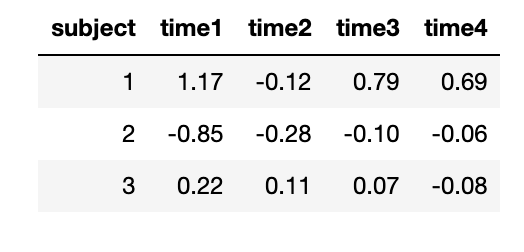 subject time1 time2 time3 time4
1 1.17 -0.12 0.79 0.69
2 -0.85 -0.28 -0.10 -0.06
3 0.22 0.11 0.07 -0.08